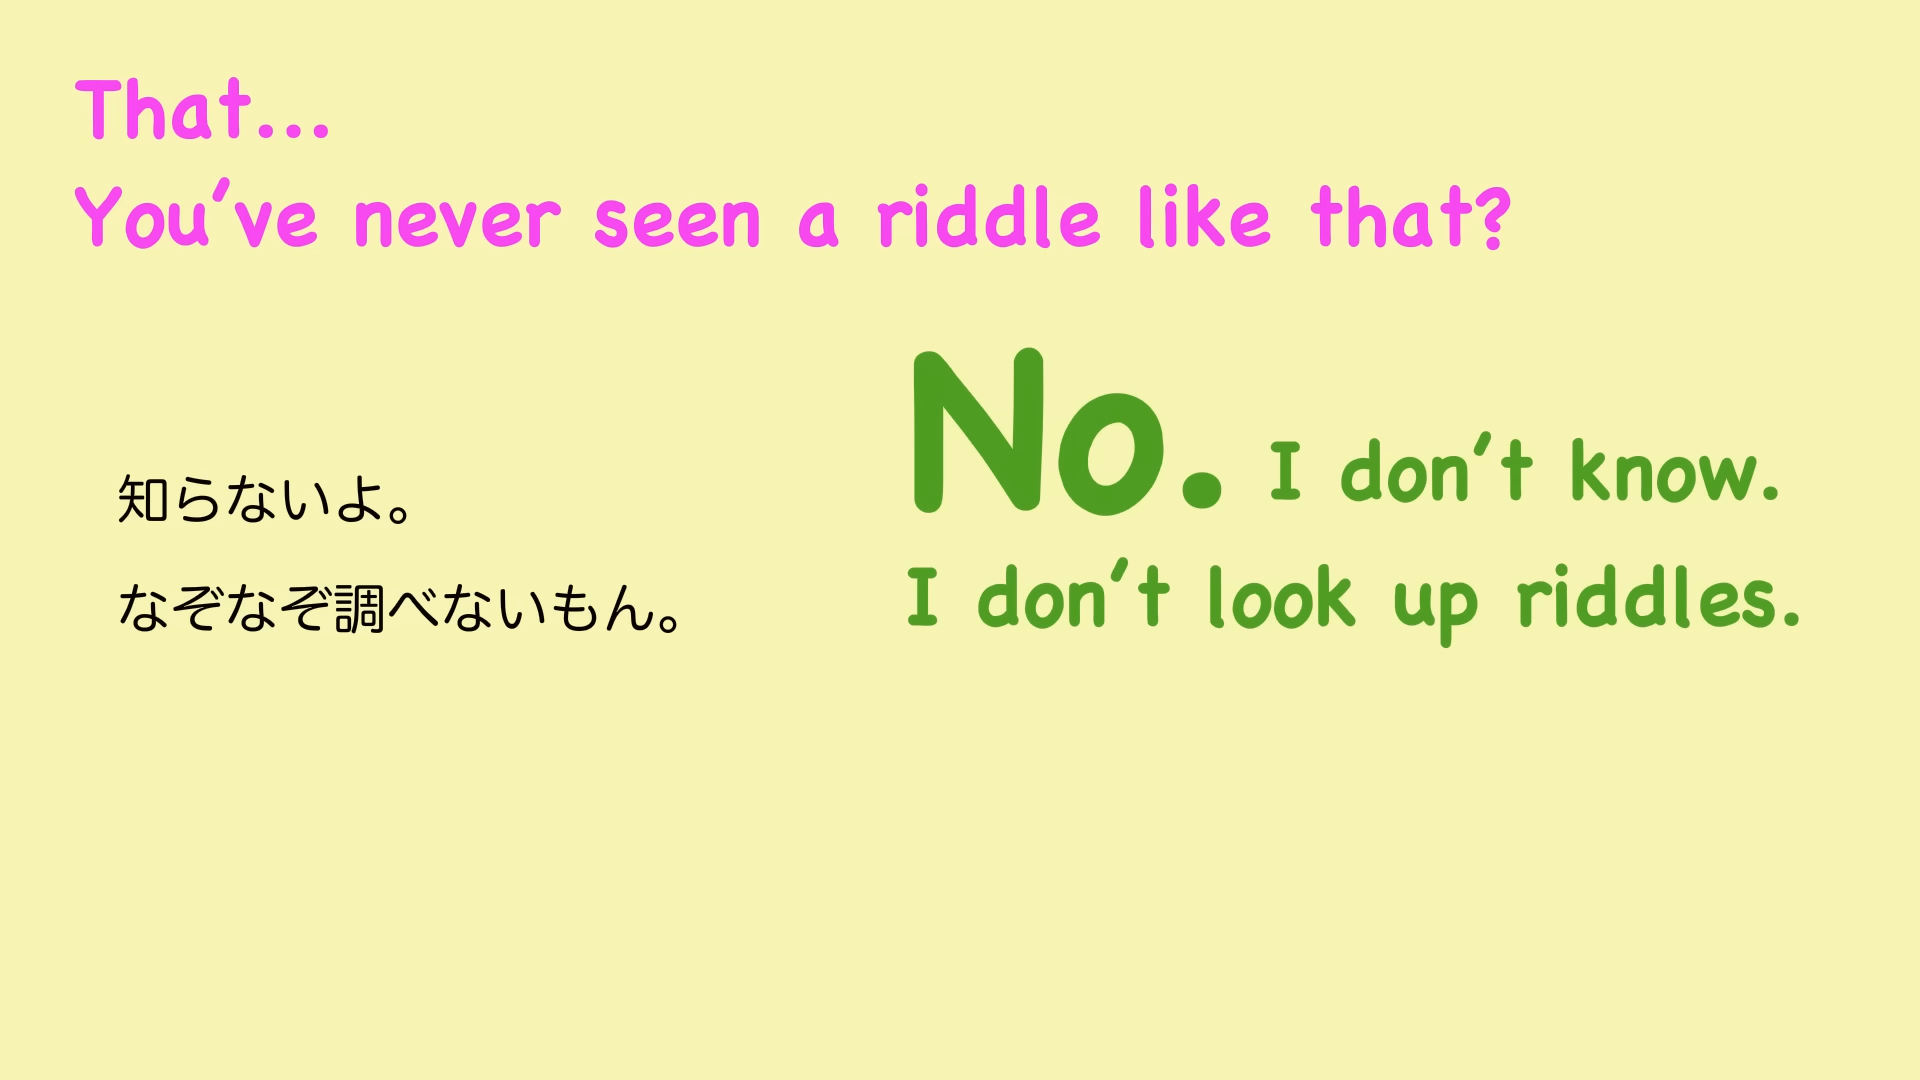 That...
You've never seen a riddle like that?
No. I don't know.
知らないよ。
I don't look up riddles.
なぞなぞ調べないもん。